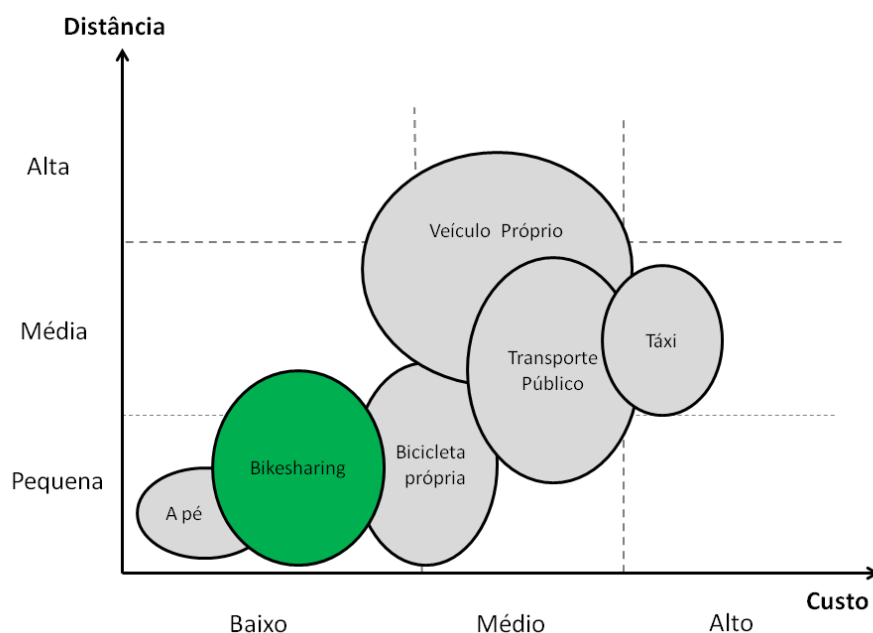 Distância
Alta
Veículo Próprio
Média
Transporte
Público
Táxi
Bikesharing
Bicicleta
própria
Pequena
A pé
Custo
Baixo
Médio
Alto